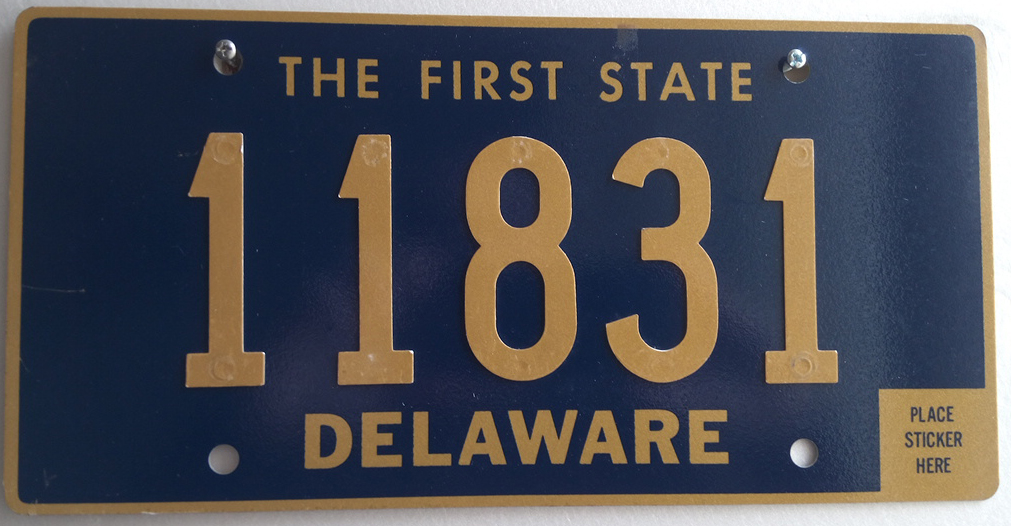 THE FIRST STATE
11831
DELAWARE
PLACE
STICKER
HERE